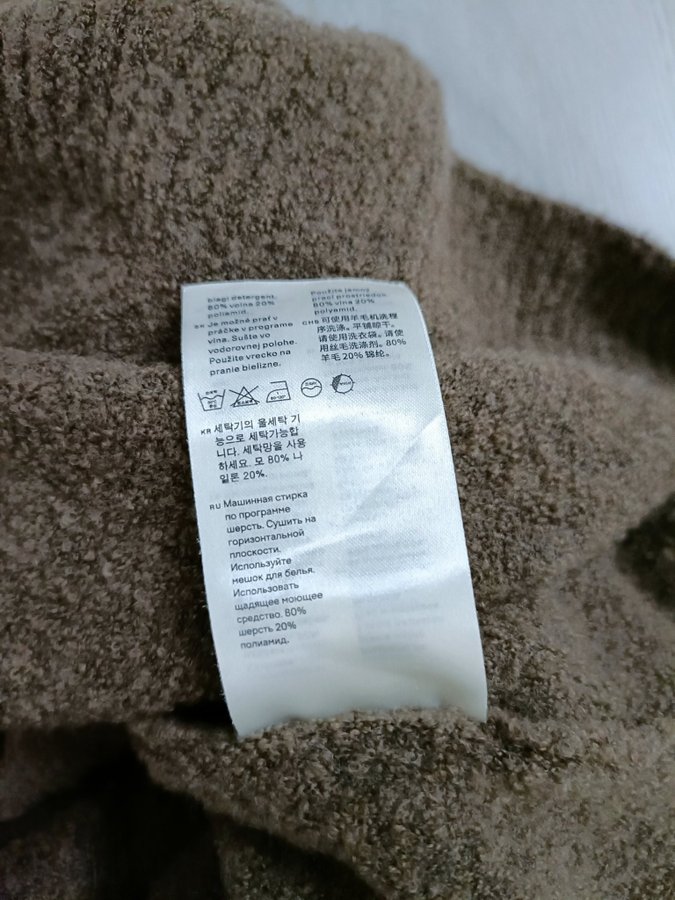 blagi detergent.
80% volna 20%
poliamid.
SK Je možné prať v
práčke v programe
vlna. Sušte vo
vodorovnej polohe.
Použite vrecko na
pranie bielizne.
Použite jemný
prací prostriedok.
80% vlna 20%
polyamid.
CHS 可使用羊毛机洗程
序洗涤。平铺晾干。
请使用洗衣袋。请使
用丝毛洗涤剂。80%
羊毛 20% 锦纶。
KR 세탁기의 울세탁 기
능으로 세탁가능합
니다. 세탁망을 사용
하세요. 모 80% 나
일론 20%.
RU Машинная стирка
по программе
шерсть. Сушить на
горизонтальной
плоскости.
Используйте
мешок для белья.
Использовать
щадящее моющее
средство. 80%
шерсть 20%
полиамид.